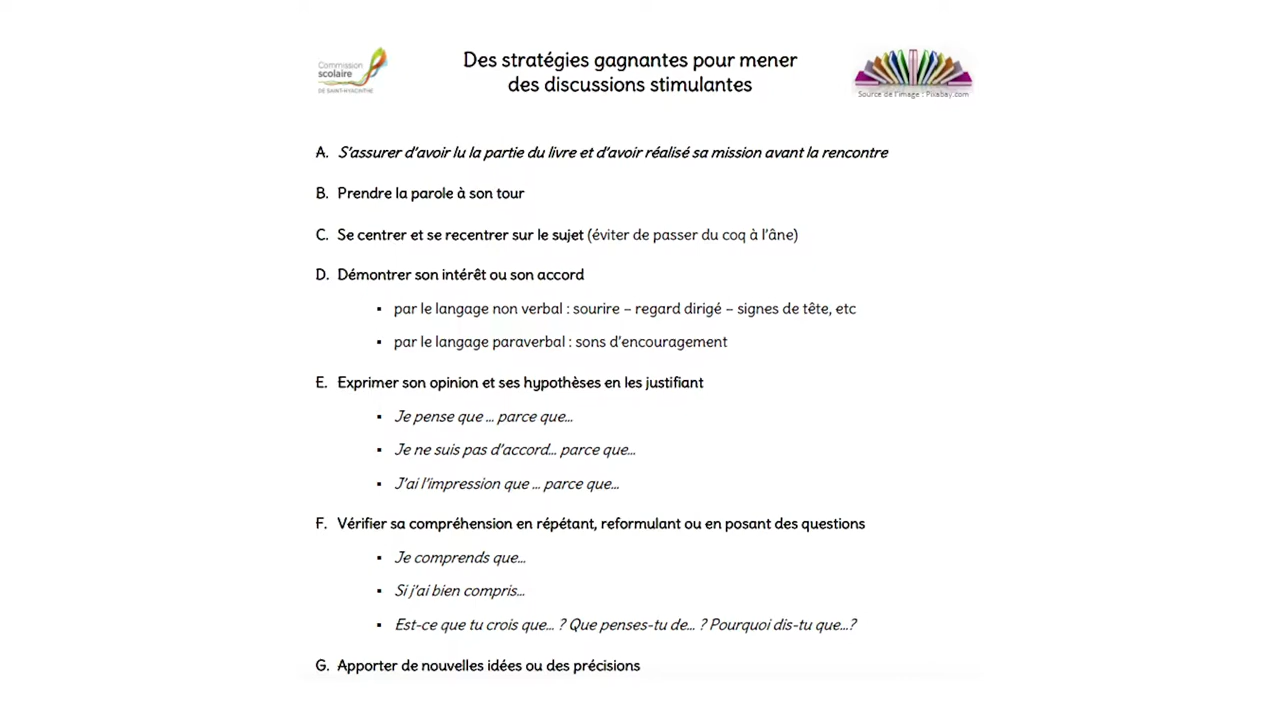 Commission
scolaire
DE SAINT-HYACINTHE
Des stratégies gagnantes pour mener
des discussions stimulantes
Source de l'image : Pixabay.com
A. S'assurer d'avoir lu la partie du livre et d'avoir réalisé sa mission avant la rencontre
B. Prendre la parole à son tour
C. Se centrer et se recentrer sur le sujet (éviter de passer du coq à l'âne)
D. Démontrer son intérêt ou son accord
▪ par le langage non verbal : sourire – regard dirigé – signes de tête, etc
▪ par le langage paraverbal : sons d'encouragement
E. Exprimer son opinion et ses hypothèses en les justifiant
▪ Je pense que ... parce que...
▪ Je ne suis pas d'accord... parce que...
▪ J'ai l'impression que ... parce que...
F. Vérifier sa compréhension en répétant, reformulant ou en posant des questions
▪ Je comprends que...
▪ Si j'ai bien compris...
▪ Est-ce que tu crois que... ? Que penses-tu de... ? Pourquoi dis-tu que...?
G. Apporter de nouvelles idées ou des précisions